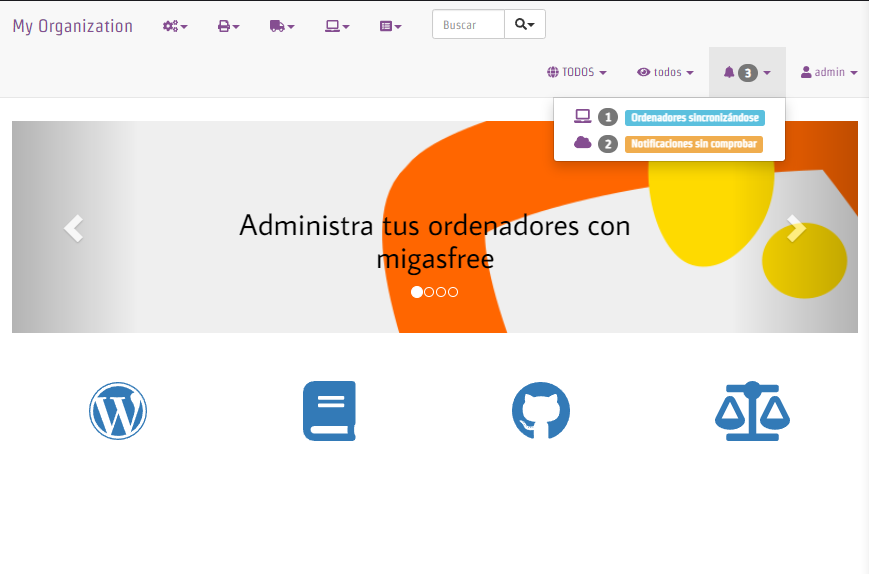 My Organization
Buscar
TODOS
todos
3
admin
1 Ordenadores sincronizándose
2 Notificaciones sin comprobar
Administra tus ordenadores con
migasfree